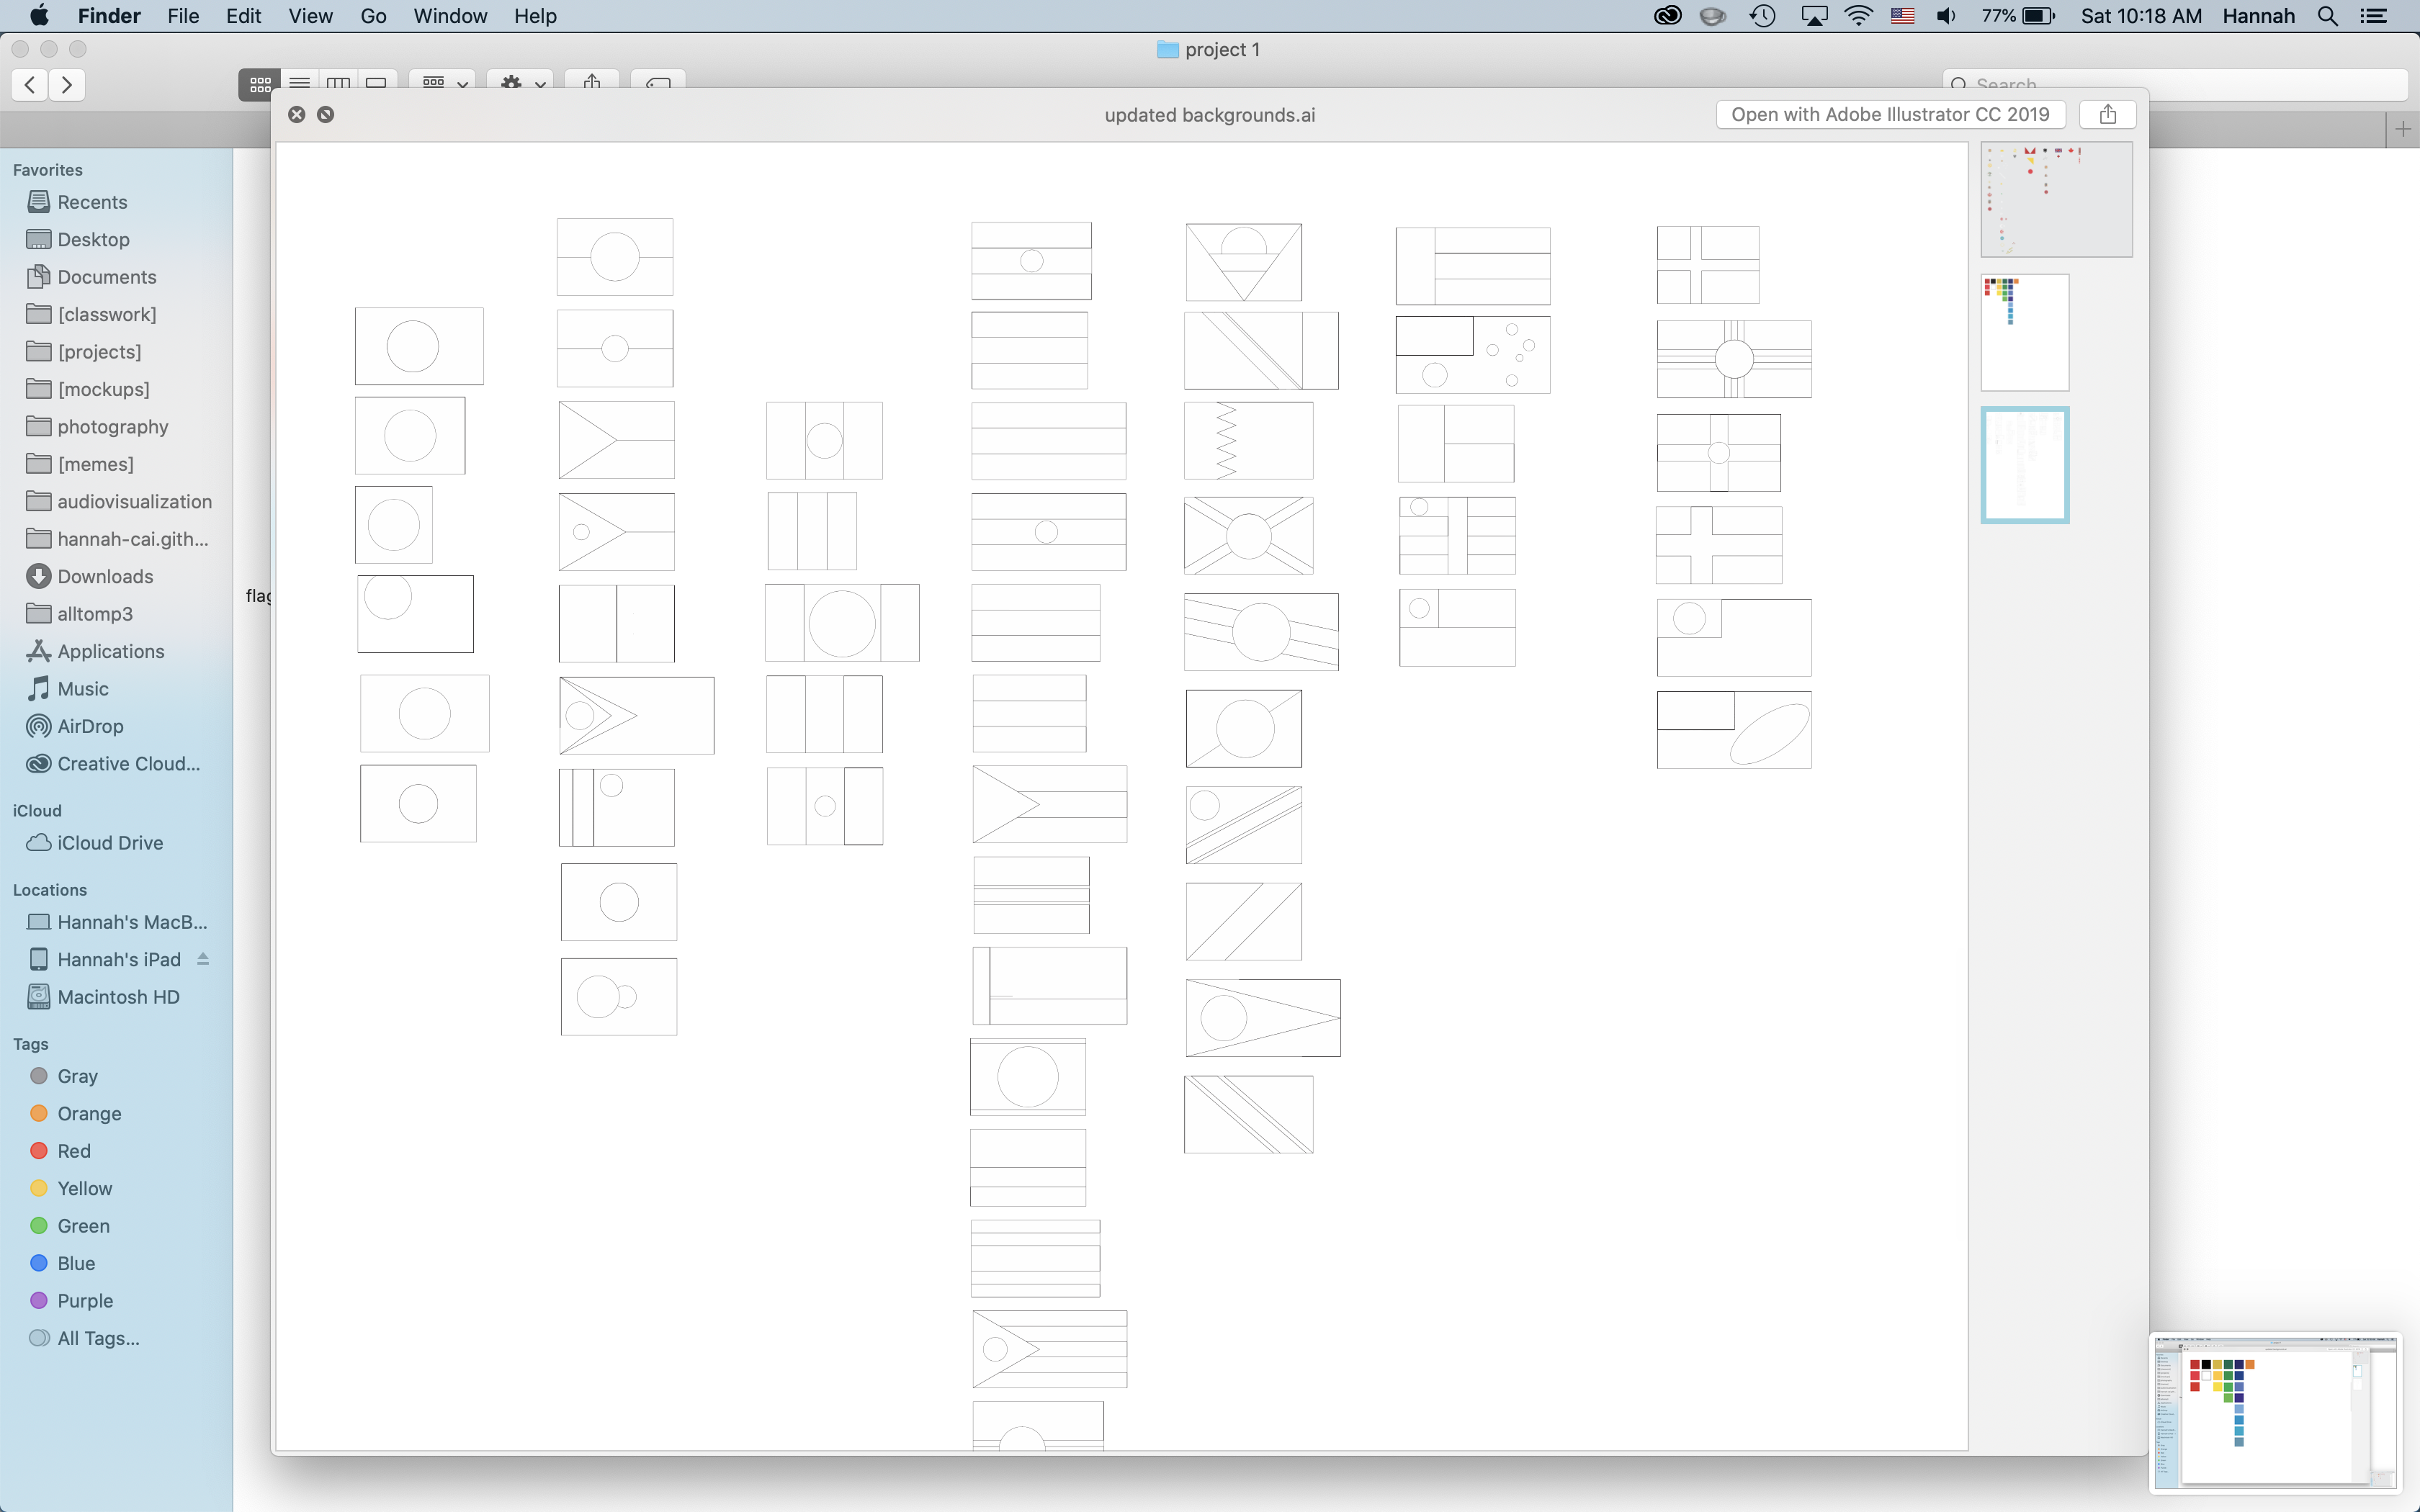 Finder File Edit View Go Window Help 77% Sat 10:18 AM Hannah
project 1
Search
updated backgrounds.ai
Open with Adobe Illustrator CC 2019
Favorites
Recents
Desktop
Documents
[classwork]
[projects]
[mockups]
photography
[memes]
audiovisualization
hannah-cai.gith...
Downloads
alltomp3
Applications
Music
AirDrop
Creative Cloud...
iCloud
iCloud Drive
Locations
Hannah's MacB...
Hannah's iPad
Macintosh HD
Tags
Gray
Orange
Red
Yellow
Green
Blue
Purple
All Tags...
flag